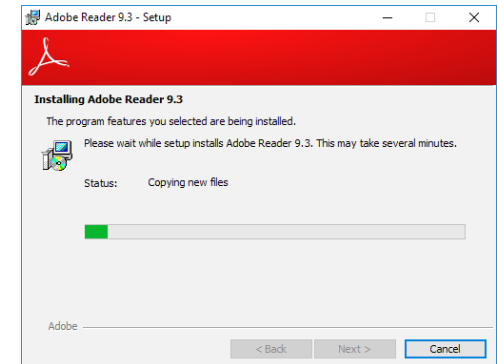 Adobe Reader 9.3 - Setup
Installing Adobe Reader 9.3
The program features you selected are being installed.
Please wait while setup installs Adobe Reader 9.3. This may take several minutes.
Status: Copying new files
Adobe
< Back Next > Cancel